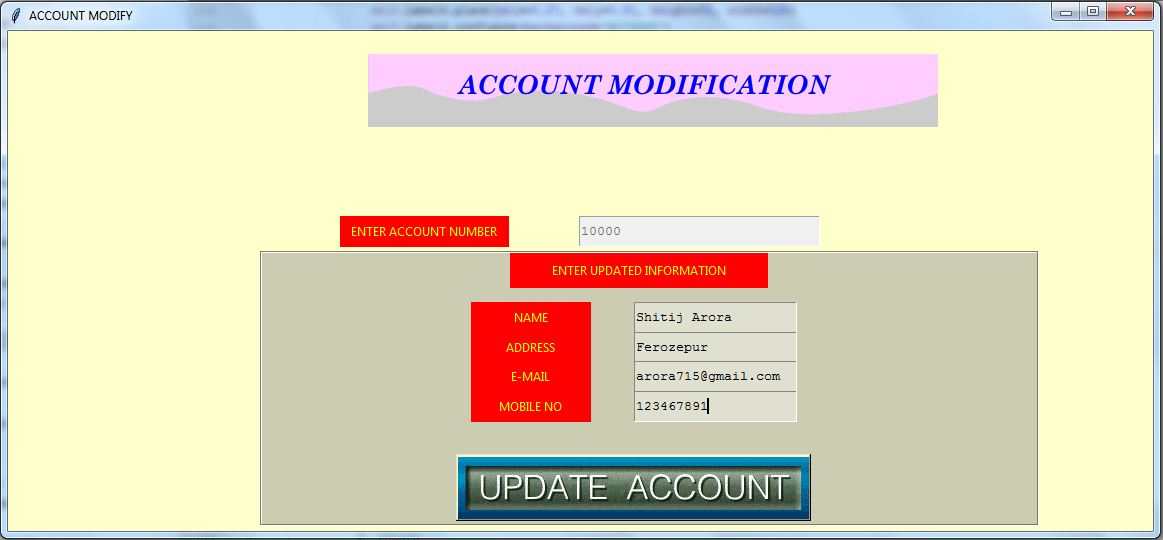 ACCOUNT MODIFY
ACCOUNT MODIFICATION
ENTER ACCOUNT NUMBER 10000
ENTER UPDATED INFORMATION
NAME Shitij Arora
ADDRESS Ferozepur
E-MAIL arora715@gmail.com
MOBILE NO 123467891
UPDATE ACCOUNT